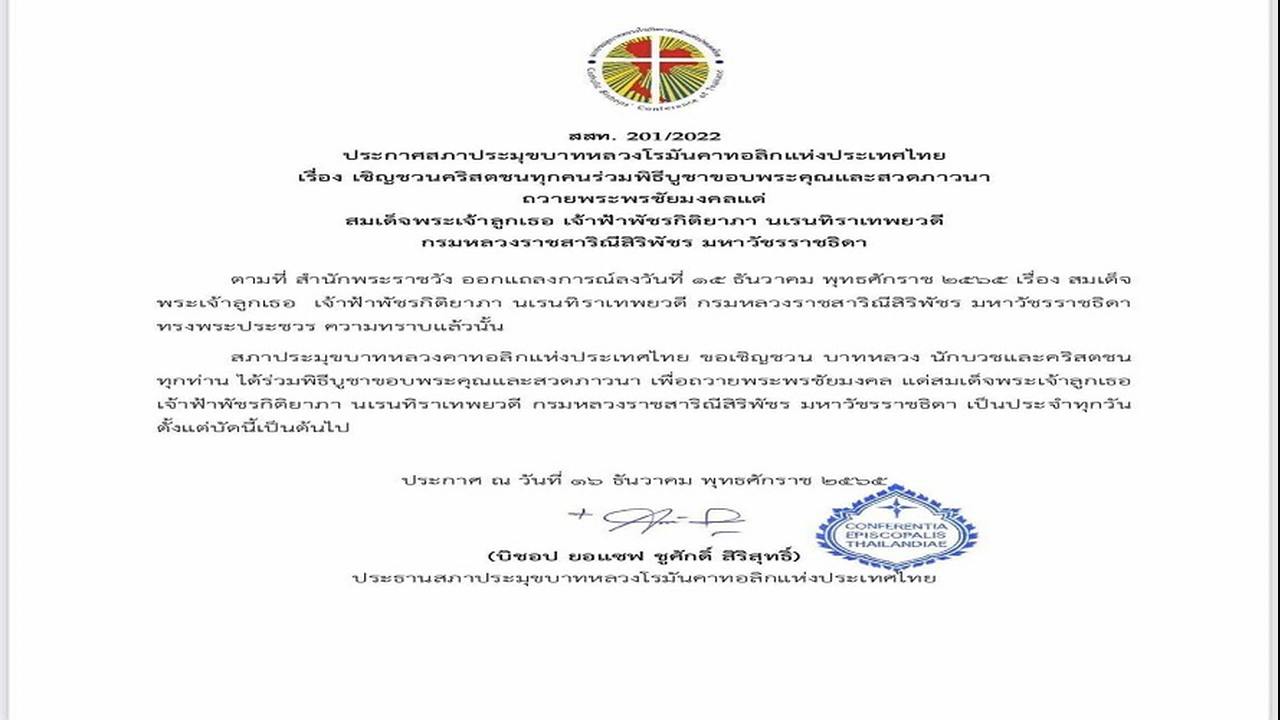 Catholic Bishops' Conference of Thailand
สสท. 201/2022
ประกาศสภาประมุขบาทหลวงโรมันคาทอลิกแห่งประเทศไทย
เรื่อง เชิญชวนคริสตชนทุกคนร่วมพิธีบูชาขอบพระคุณและสวดภาวนา
ถวายพระพรชัยมงคลแด่
สมเด็จพระเจ้าลูกเธอ เจ้าฟ้าพัชรกิติยาภา นเรนทิราเทพยวดี
กรมหลวงราชสาริณีสิริพัชร มหาวัชรราชธิดา
ตามที่ สำนักพระราชวัง ออกแถลงการณ์ลงวันที่ ๑๕ ธันวาคม พุทธศักราช ๒๕๖๕ เรื่อง สมเด็จ
พระเจ้าลูกเธอ เจ้าฟ้าพัชรกิติยาภา นเรนทิราเทพยวดี กรมหลวงราชสาริณีสิริพัชร มหาวัชรราชธิดา
ทรงพระประชวร ความทราบแล้วนั้น
สภาประมุขบาทหลวงคาทอลิกแห่งประเทศไทย ขอเชิญชวน บาทหลวง นักบวชและคริสตชน
ทุกท่าน ได้ร่วมพิธีบูชาขอบพระคุณและสวดภาวนา เพื่อถวายพระพรชัยมงคล แด่สมเด็จพระเจ้าลูกเธอ
เจ้าฟ้าพัชรกิติยาภา นเรนทิราเทพยวดี กรมหลวงราชสาริณีสิริพัชร มหาวัชรราชธิดา เป็นประจำทุกวัน
ตั้งแต่บัดนี้เป็นต้นไป
ประกาศ ณ วันที่ ๑๖ ธันวาคม พุทธศักราช ๒๕๖๕
CONFERENTIA
EPISCOPALIS
THAILANDIAE
(บิชอป ยอแซฟ ชูศักดิ์ สิริสุทธิ์)
ประธานสภาประมุขบาทหลวงโรมันคาทอลิกแห่งประเทศไทย